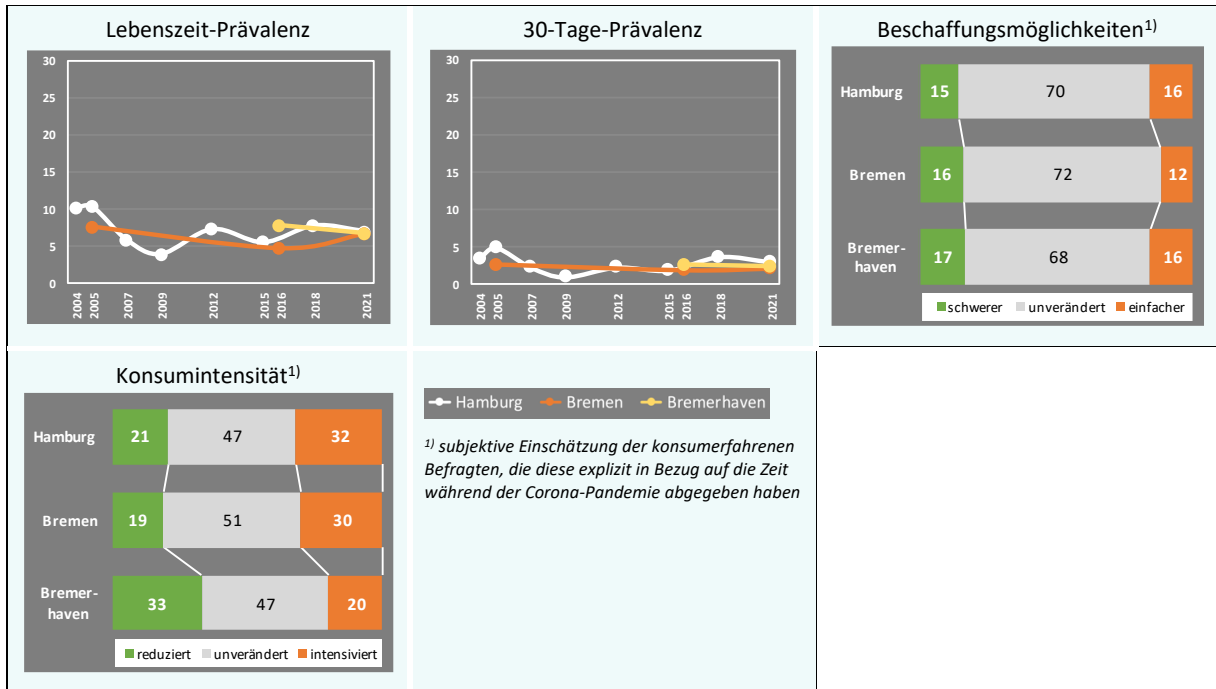 Lebenszeit-Prävalenz
30
25
20
15
10
5
0
2004
2005
2007
2009
2012
2015
2016
2018
2021
30-Tage-Prävalenz
30
25
20
15
10
5
0
2004
2005
2007
2009
2012
2015
2016
2018
2021
Beschaffungsmöglichkeiten1)
Hamburg 15 70 16
Bremen 16 72 12
Bremer-
haven 17 68 16
schwerer unverändert einfacher
Konsumintensität1)
Hamburg 21 47 32
Bremen 19 51 30
Bremer-
haven 33 47 20
reduziert unverändert intensiviert
Hamburg Bremen Bremerhaven
1) subjektive Einschätzung der konsumerfahrenen
Befragten, die diese explizit in Bezug auf die Zeit
während der Corona-Pandemie abgegeben haben